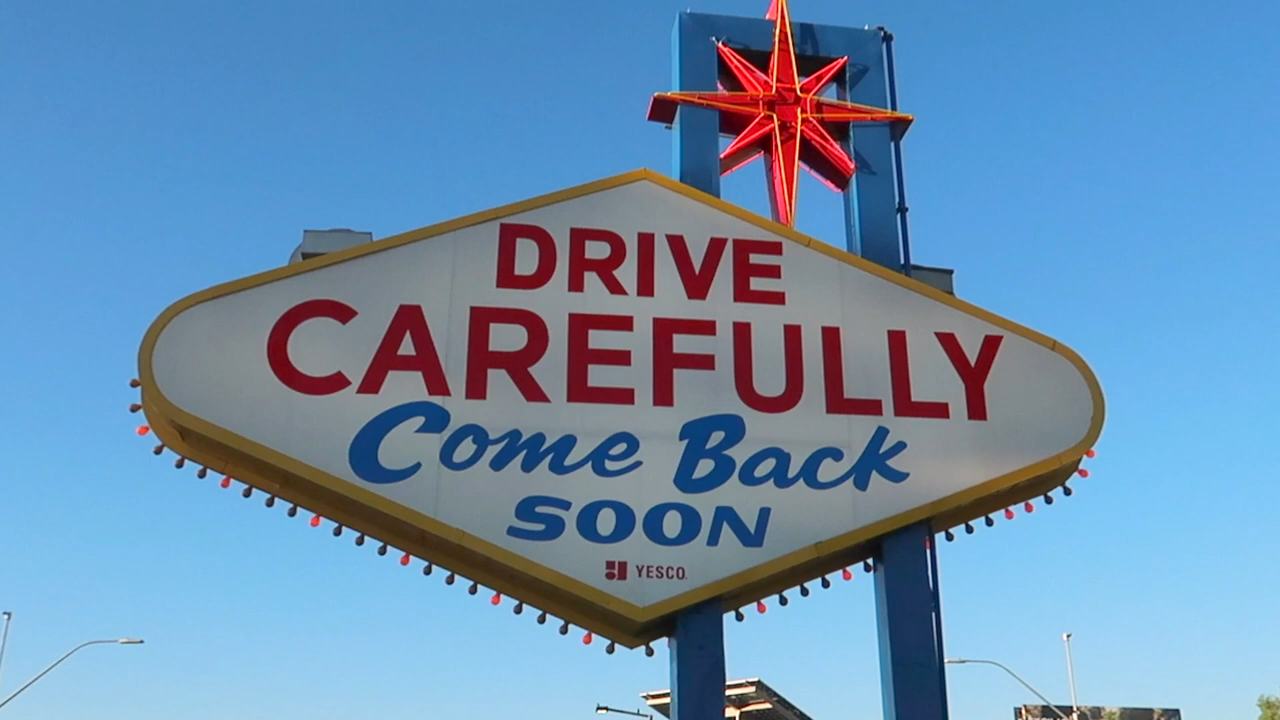 DRIVE
CAREFULLY
Come Back
SOON
YESCO.